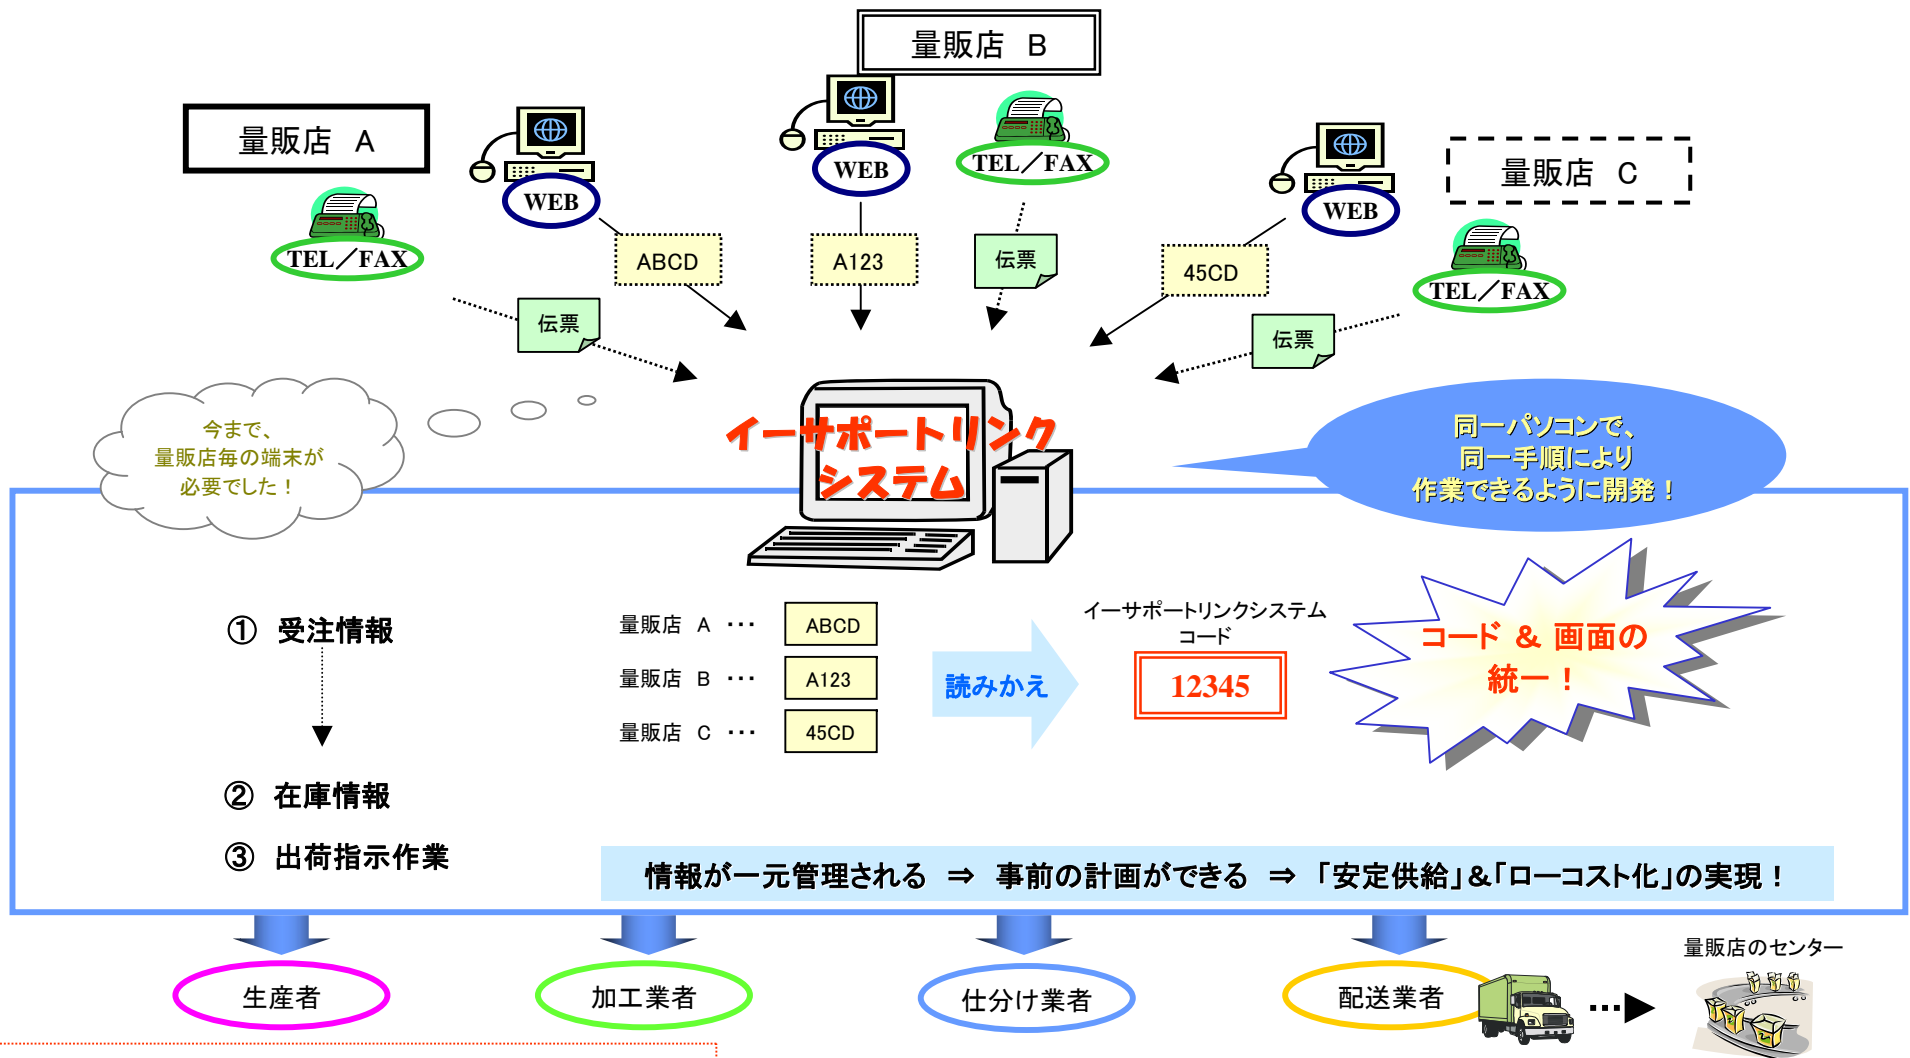 量販店　B
量販店　A
量販店　C
WEB
TEL／FAX
WEB
TEL／FAX
WEB
TEL／FAX
ABCD
A123
伝票
45CD
伝票
伝票
今まで、
量販店毎の端末が
必要でした！
イーサポートリンク
システム
同一パソコンで、
同一手順により
作業できるように開発！
①　受注情報
②　在庫情報
③　出荷指示作業
量販店　A　・・・　ABCD
量販店　B　・・・　A123
量販店　C　・・・　45CD
読みかえ
イーサポートリンクシステム
コード
12345
コード ＆ 画面の
統一！
情報が一元管理される　⇒　事前の計画ができる　⇒　「安定供給」＆「ローコスト化」の実現！
生産者
加工業者
仕分け業者
配送業者
量販店のセンター